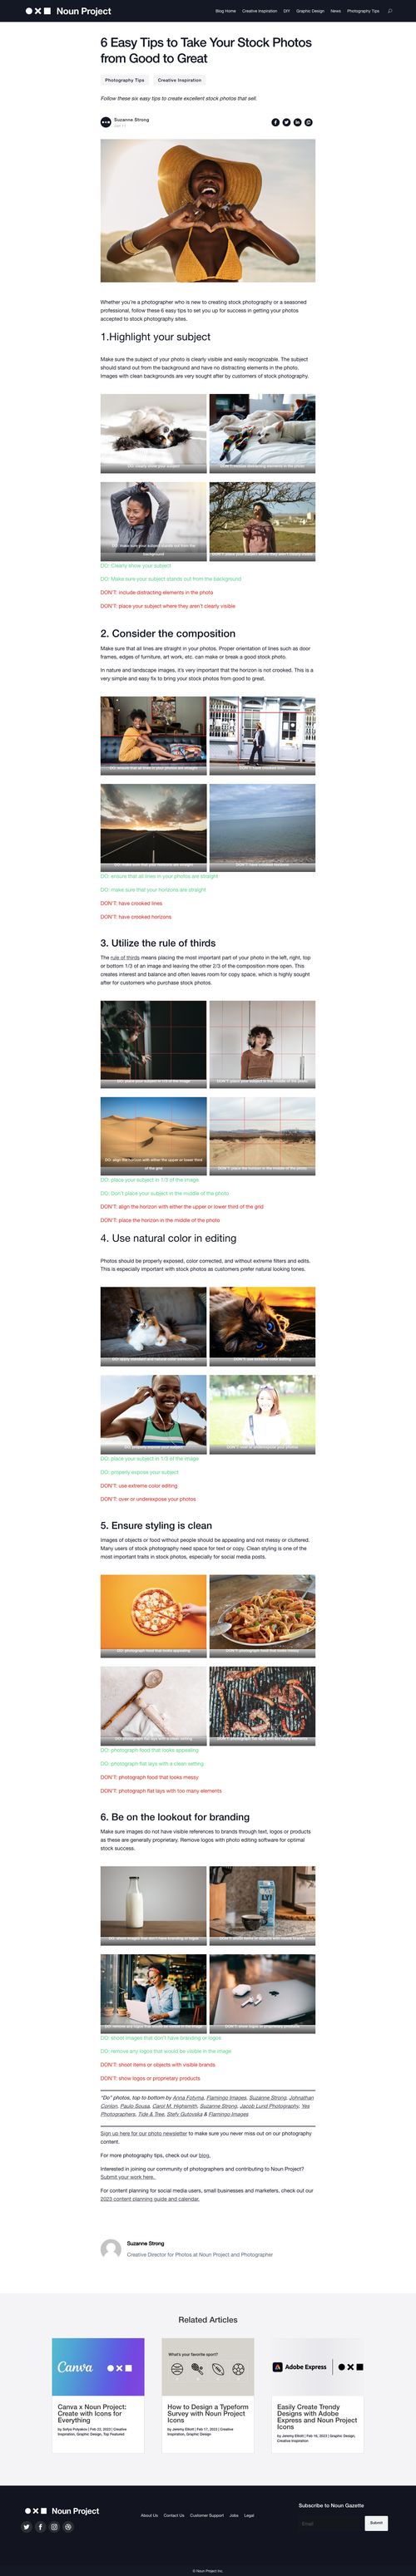 Noun Project
Blog Home Creative Inspiration DIY Graphic Design News Photography Tips
6 Easy Tips to Take Your Stock Photos
from Good to Great
Photography Tips Creative Inspiration
Follow these six easy tips to create excellent stock photos that sell.
Suzanne Strong
Whether you're a photographer who is new to creating stock photography or a seasoned
professional, follow these 6 easy tips to set you up for success in getting your photos
accepted to stock photography sites.
1.Highlight your subject
Make sure the subject of your photo is clearly visible and easily recognizable. The subject
should stand out from the background and have no distracting elements in the photo.
Images with clean backgrounds are very sought after by customers of stock photography.
DO: Clearly show your subject
DO: Make sure your subject stands out from the background
DON'T: include distracting elements in the photo
DON'T: place your subject where they aren't clearly visible
2. Consider the composition
Make sure that all lines are straight in your photos. Proper orientation of lines such as door
frames, edges of furniture, art work, etc. can make or break a good stock photo.
In nature and landscape images, it's very important that the horizon is not crooked. This is a
very simple and easy fix to bring your stock photos from good to great.
DO: ensure that all lines in your photos are straight
DO: make sure that your horizons are straight
DON'T: have crooked lines
DON'T: have crooked horizons
3. Utilize the rule of thirds
The rule of thirds means placing the most important part of your photo in the left, right, top
or bottom 1/3 of an image and leaving the other 2/3 of the composition more open. This
creates interest and balance and often leaves room for copy space, which is highly sought
after for customers who purchase stock photos.
DO: align the horizon with either the upper or lower third
of the grid
DON'T: place the horizon in the middle of the photo
DO: place your subject in 1/3 of the image
DO: Don't place your subject in the middle of the photo
DON'T: align the horizon with either the upper or lower third of the grid
DON'T: place the horizon in the middle of the photo
4. Use natural color in editing
Photos should be properly exposed, color corrected, and without extreme filters and edits.
This is especially important with stock photos as customers prefer natural looking tones.
DO: place your subject in 1/3 of the image
DO: properly expose your subject
DON'T: use extreme color editing
DON'T: over or underexpose your photos
5. Ensure styling is clean
Images of objects or food without people should be appealing and not messy or cluttered.
Many users of stock photography need space for text or copy. Clean styling is one of the
most important traits in stock photos, especially for social media posts.
DO: photograph food that looks appealing
DO: photograph flat lays with a clean setting
DON'T: photograph food that looks messy
DON'T: photograph flat lays with too many elements
6. Be on the lookout for branding
Make sure images do not have visible references to brands through text, logos or products
as these are generally proprietary. Remove logos with photo editing software for optimal
stock success.
DO: shoot images that don't have branding or logos
DO: remove any logos that would be visible in the image
DON'T: shoot items or objects with visible brands
DON'T: show logos or proprietary products
"Do" photos, top to bottom by Anna Fotyma, Flamingo Images, Suzanne Strong, Johnathan
Conlon, Paulo Sousa, Carol M. Highsmith, Suzanne Strong, Jacob Lund Photography, Yes
Photographers, Tide & Tree, Stefy Gutovska & Flamingo Images
Sign up here for our photo newsletter to make sure you never miss out on our photography
content.
For more photography tips, check out our blog.
Interested in joining our community of photographers and contributing to Noun Project?
Submit your work here.
For content planning for social media users, small businesses and marketers, check out our
2023 content planning guide and calendar.
Suzanne Strong
Creative Director for Photos at Noun Project and Photographer
Related Articles
Canva
What's your favorite sport?
Adobe Express
Canva x Noun Project:
Create with Icons for
Everything
by Sofya Polyakov | Feb 22, 2023 | Creative
Inspiration, Graphic Design, Top Featured
How to Design a Typeform
Survey with Noun Project
Icons
by Jeremy Elliott | Feb 17, 2023 | Creative
Inspiration, Graphic Design
Easily Create Trendy
Designs with Adobe
Express and Noun Project
Icons
by Jeremy Elliott | Feb 16, 2023 | Graphic Design,
Creative Inspiration
Noun Project
About Us Contact Us Customer Support Jobs Legal
Subscribe to Noun Gazette
Email
Submit
© Noun Project Inc.